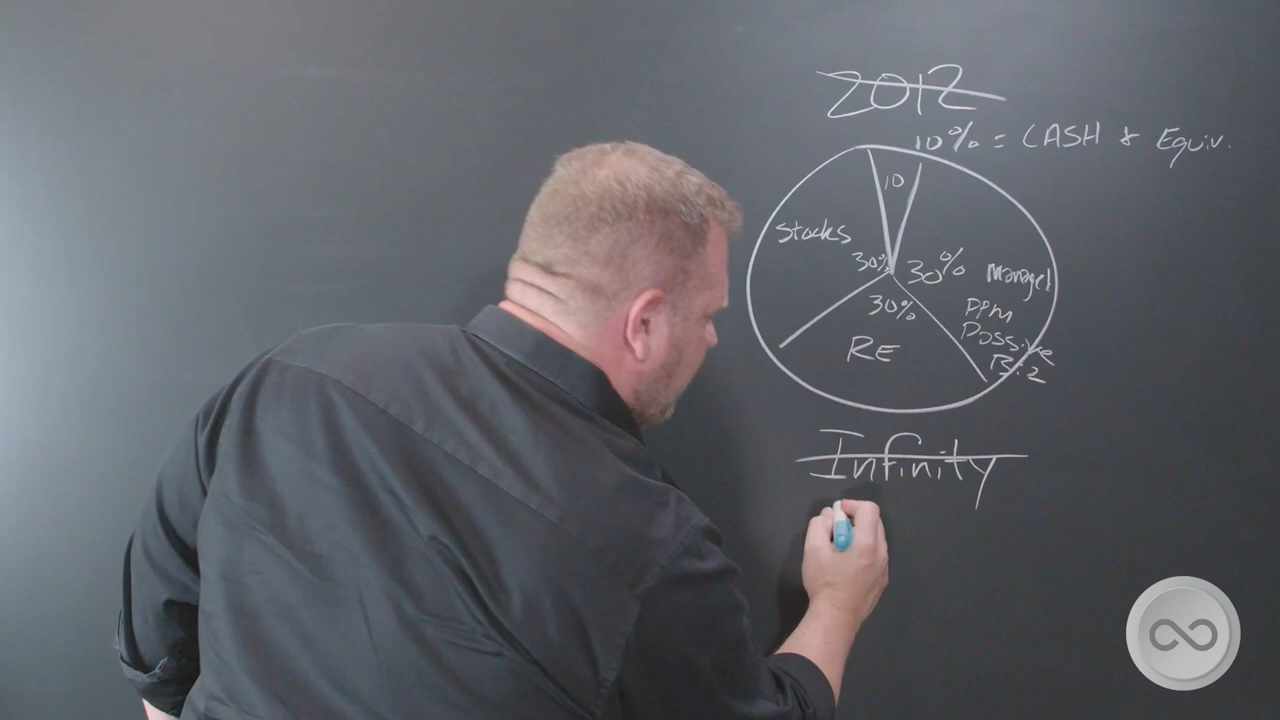 2012
10% = CASH & Equiv.
10
Stocks
30%
30%
managed
PPM
Passive
Biz
30%
RE
Infinity